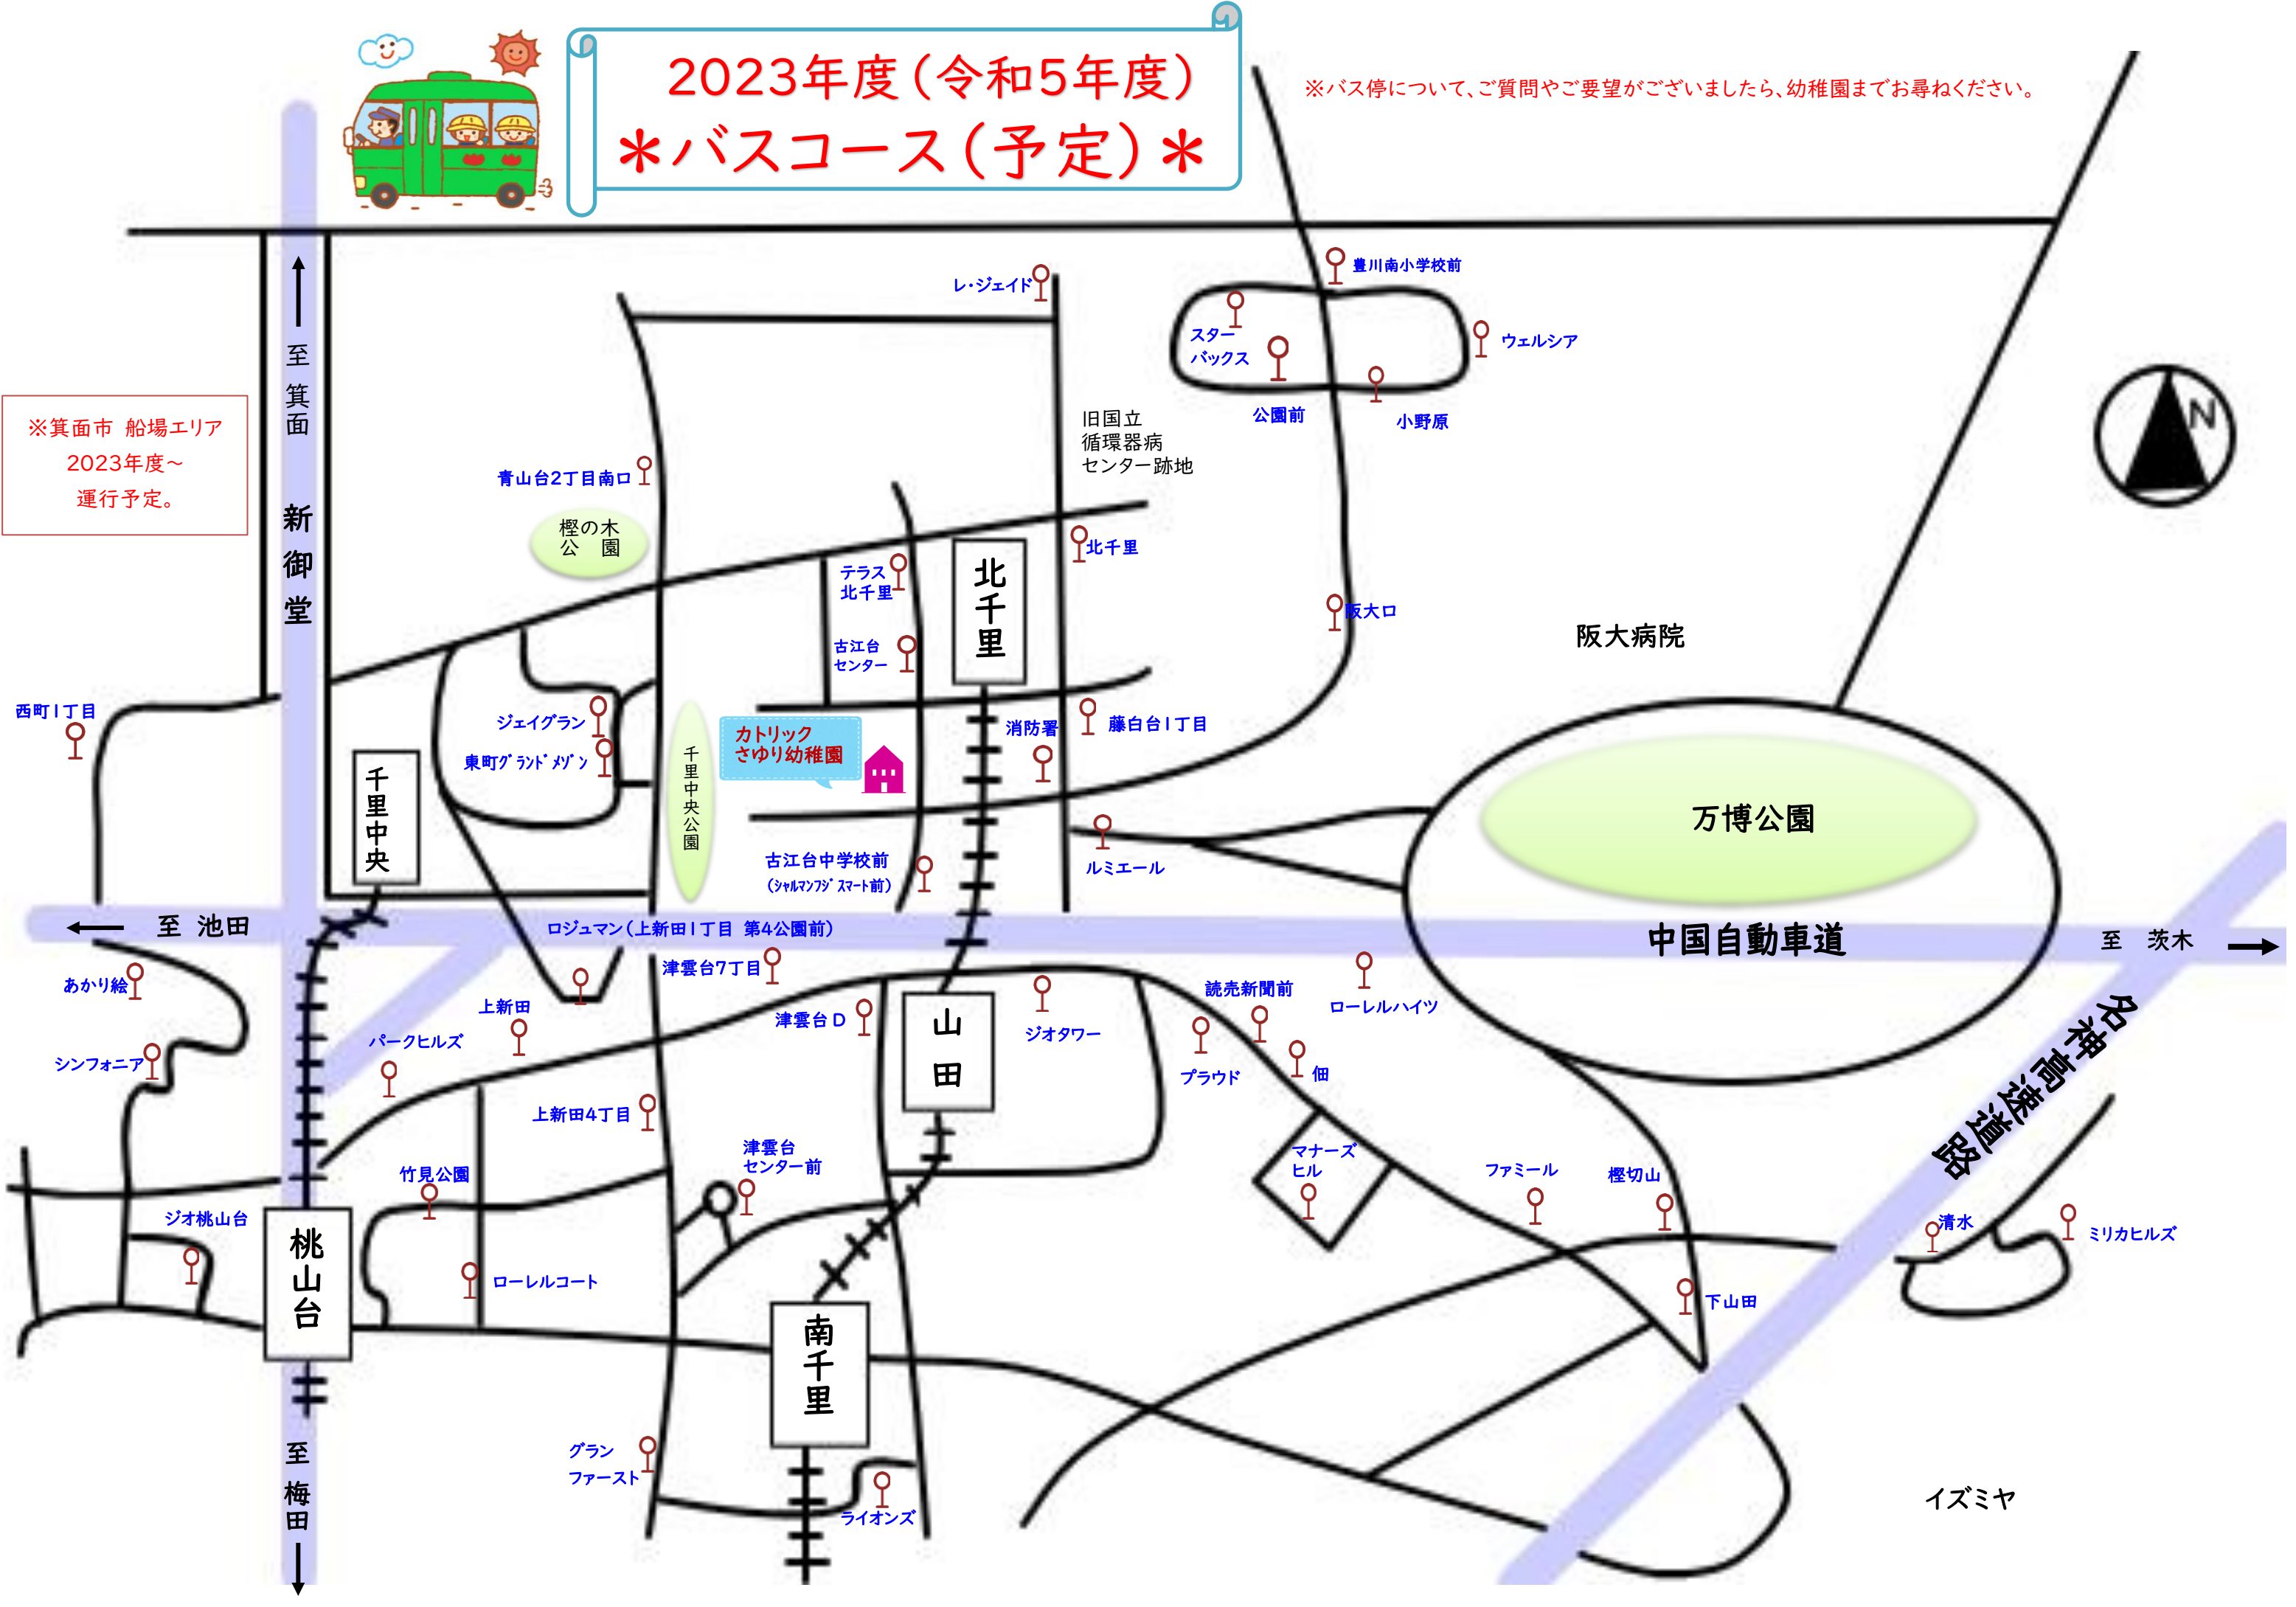 2023年度(令和5年度)
*バスコース(予定)*
※バス停について、ご質問やご要望がございましたら、幼稚園までお尋ねください。
豊川南小学校前
レ・ジェイド
スター
バックス
ウェルシア
公園前
小野原
至箕面
※箕面市 船場エリア
2023年度～
運行予定。
旧国立
循環器病
センター跡地
N
青山台2丁目南口
樫の木
公 園
新御堂
北千里
テラス
北千里
北千里
阪大口
阪大病院
古江台
センター
西町1丁目
ジェイグラン
東町グランドメゾン
千里中央
千里中央公園
カトリック
さゆり幼稚園
消防署
藤白台1丁目
万博公園
古江台中学校前
(シャルマンフジスマート前)
ルミエール
至 池田
ロジュマン(上新田1丁目 第4公園前)
中国自動車道
至 茨木
あかり絵
津雲台7丁目
上新田
パークヒルズ
シンフォニア
津雲台D
山田
ジオタワー
読売新聞前
ローレルハイツ
プラウド
佃
名神高速道路
上新田4丁目
津雲台
センター前
マナーズ
ヒル
ファミール
樫切山
竹見公園
ジオ桃山台
桃山台
ローレルコート
清水
ミリカヒルズ
下山田
南千里
グラン
ファースト
ライオンズ
至梅田
イズミヤ